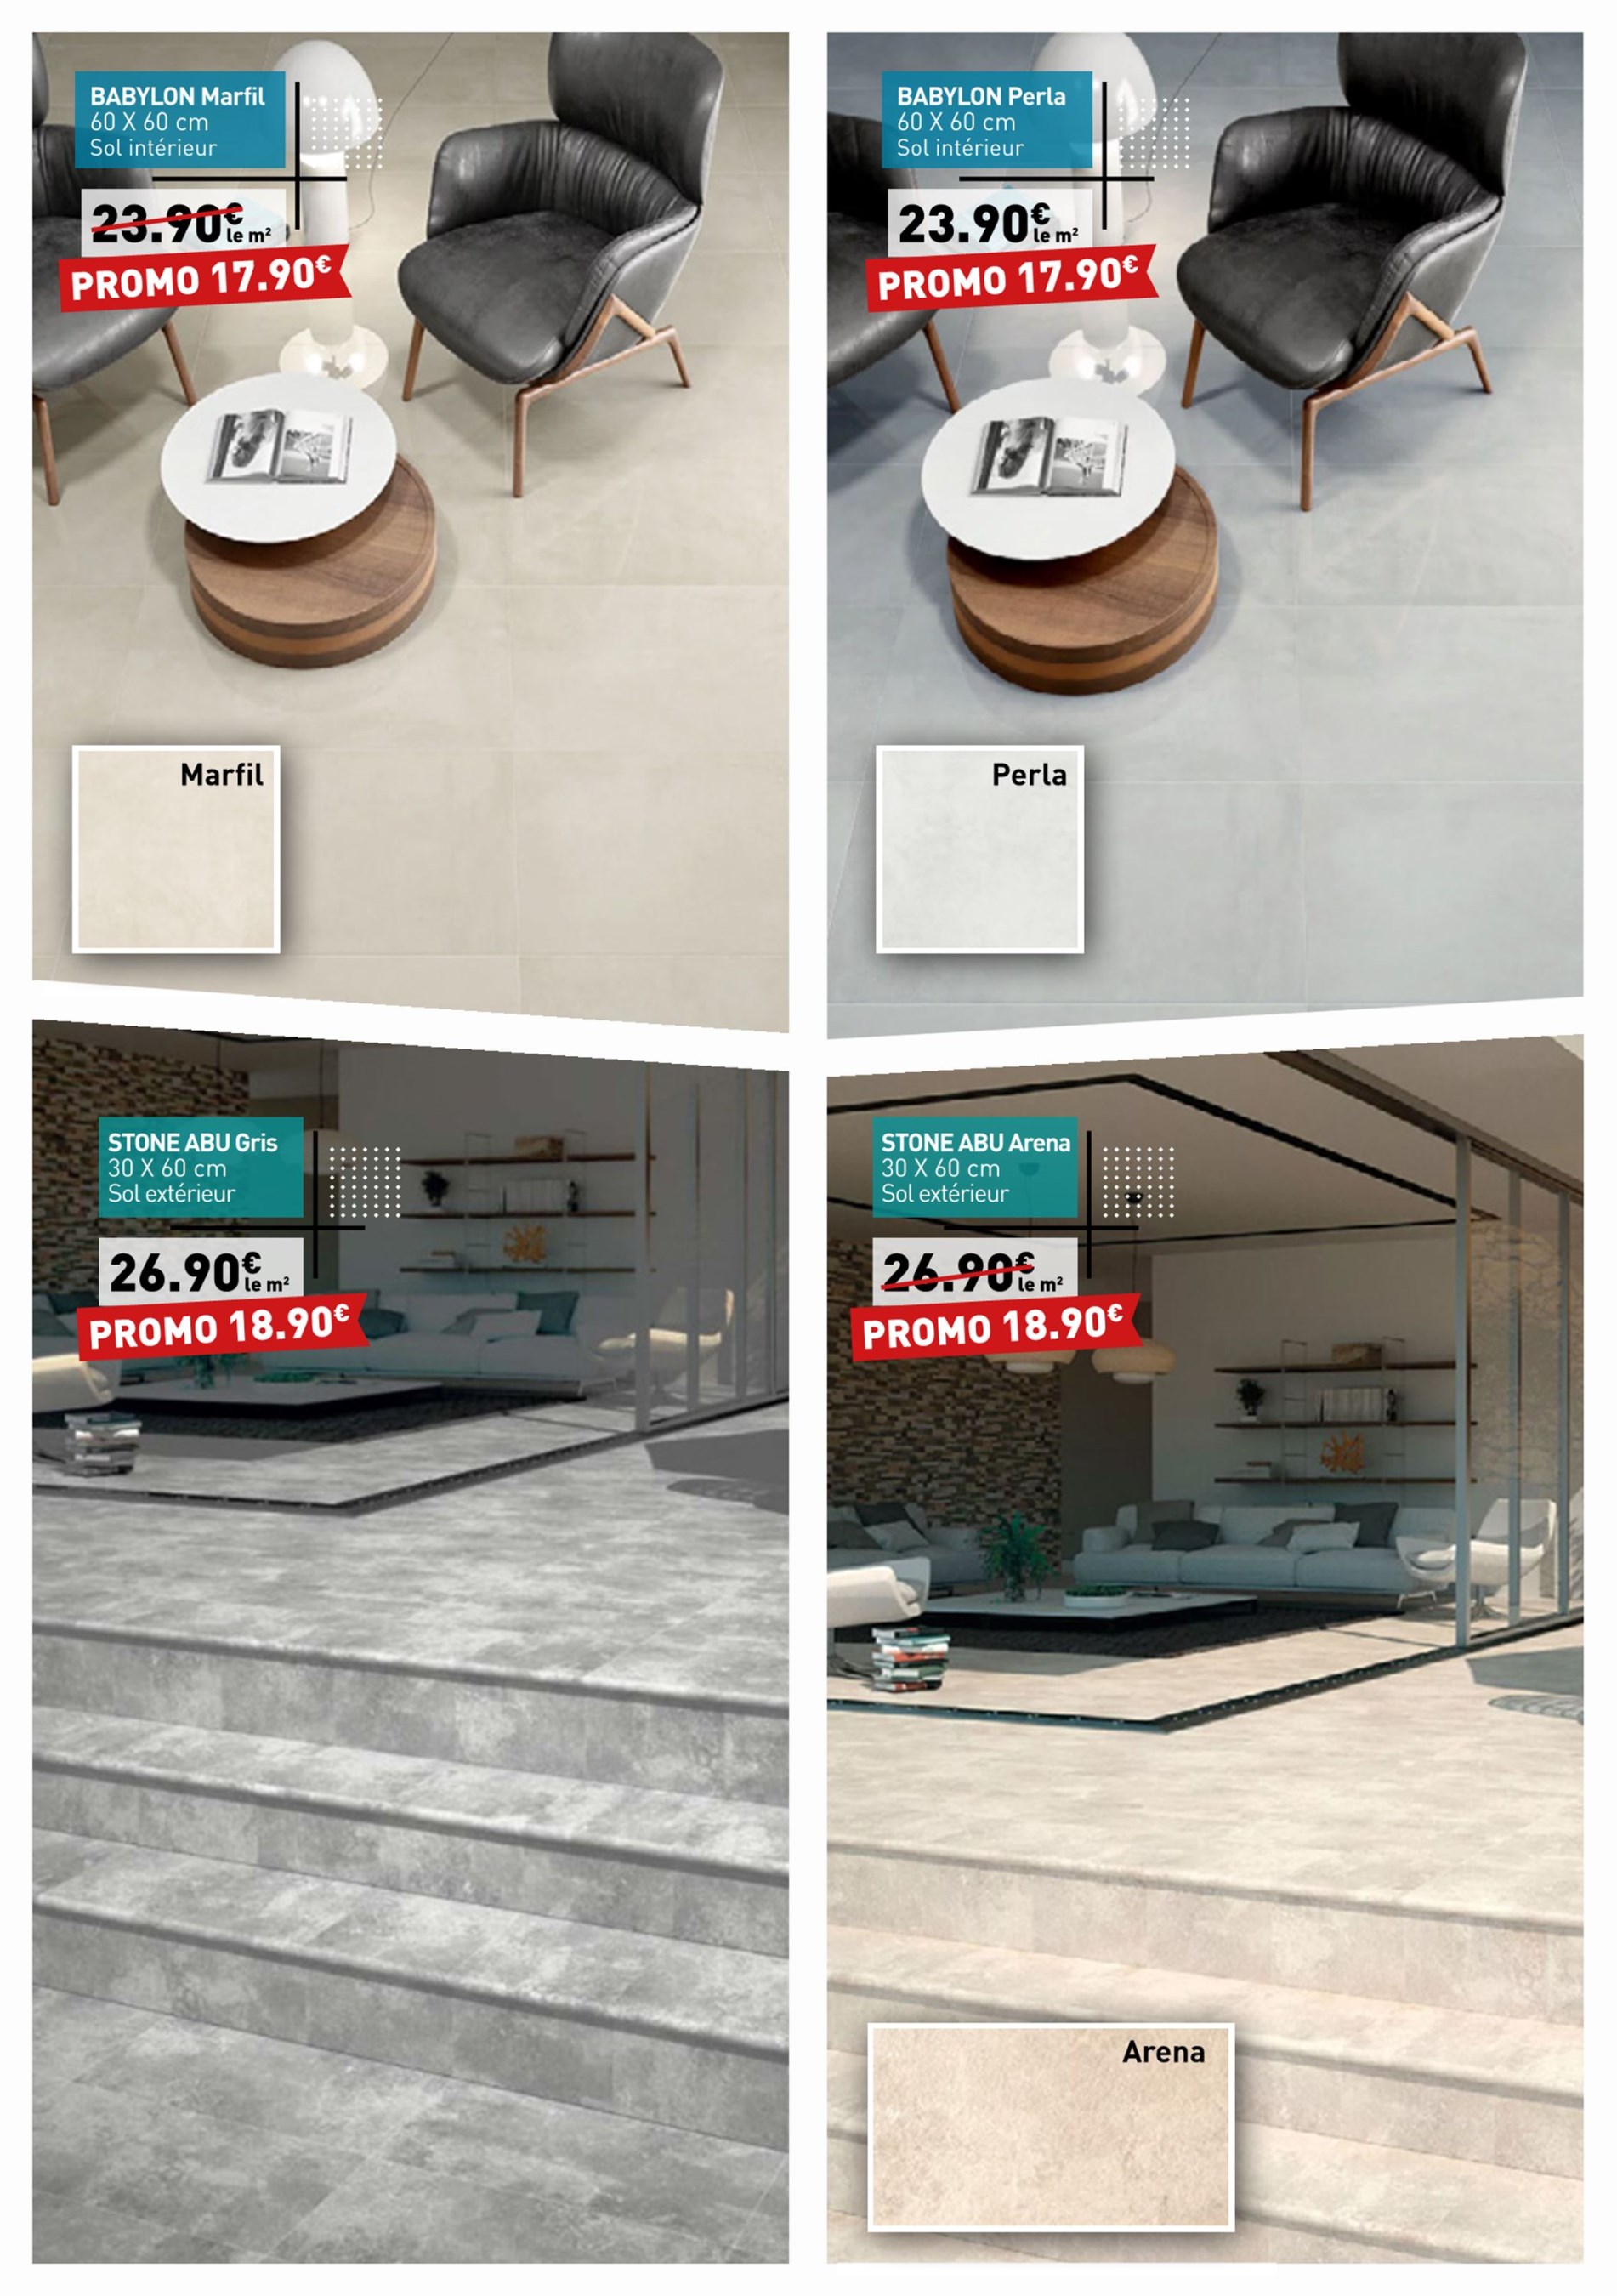 BABYLON Marfil
60 X 60 cm
Sol intérieur
23.90€ le m²
PROMO 17.90€
Marfil
BABYLON Perla
60 X 60 cm
Sol intérieur
23.90€ le m²
PROMO 17.90€
Perla
STONE ABU Gris
30 X 60 cm
Sol extérieur
26.90€ le m²
PROMO 18.90€
STONE ABU Arena
30 X 60 cm
Sol extérieur
26.90€ le m²
PROMO 18.90€
Arena